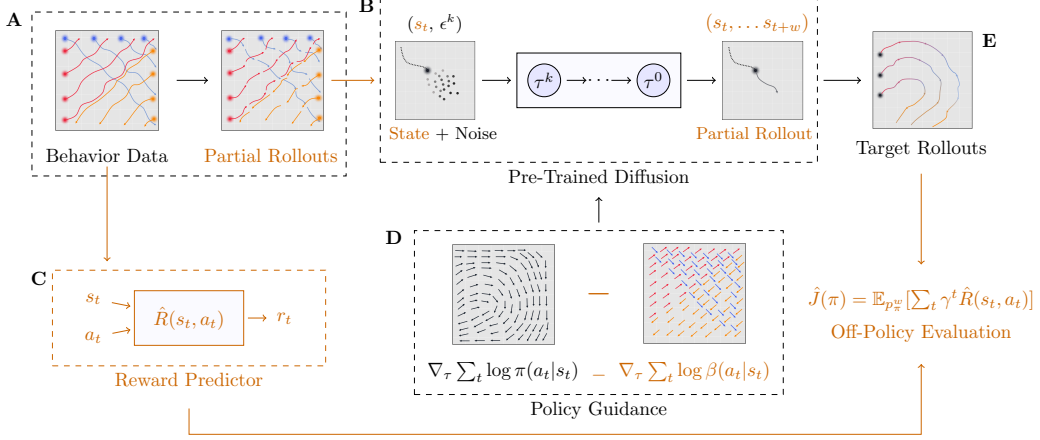 A
Behavior Data
Partial Rollouts
B
(s_t, ϵ^k)
State + Noise
τ^k → ··· → τ^0
(s_t, … s_{t+w})
Partial Rollout
Pre-Trained Diffusion
E
Target Rollouts
C
s_t
a_t
R̂(s_t, a_t)
r_t
Reward Predictor
D
−
∇_τ ∑_t log π(a_t|s_t) − ∇_τ ∑_t log β(a_t|s_t)
Policy Guidance
Ĵ(π) = 𝔼_{p_π^w}[∑_t γ^t R̂(s_t, a_t)]
Off-Policy Evaluation